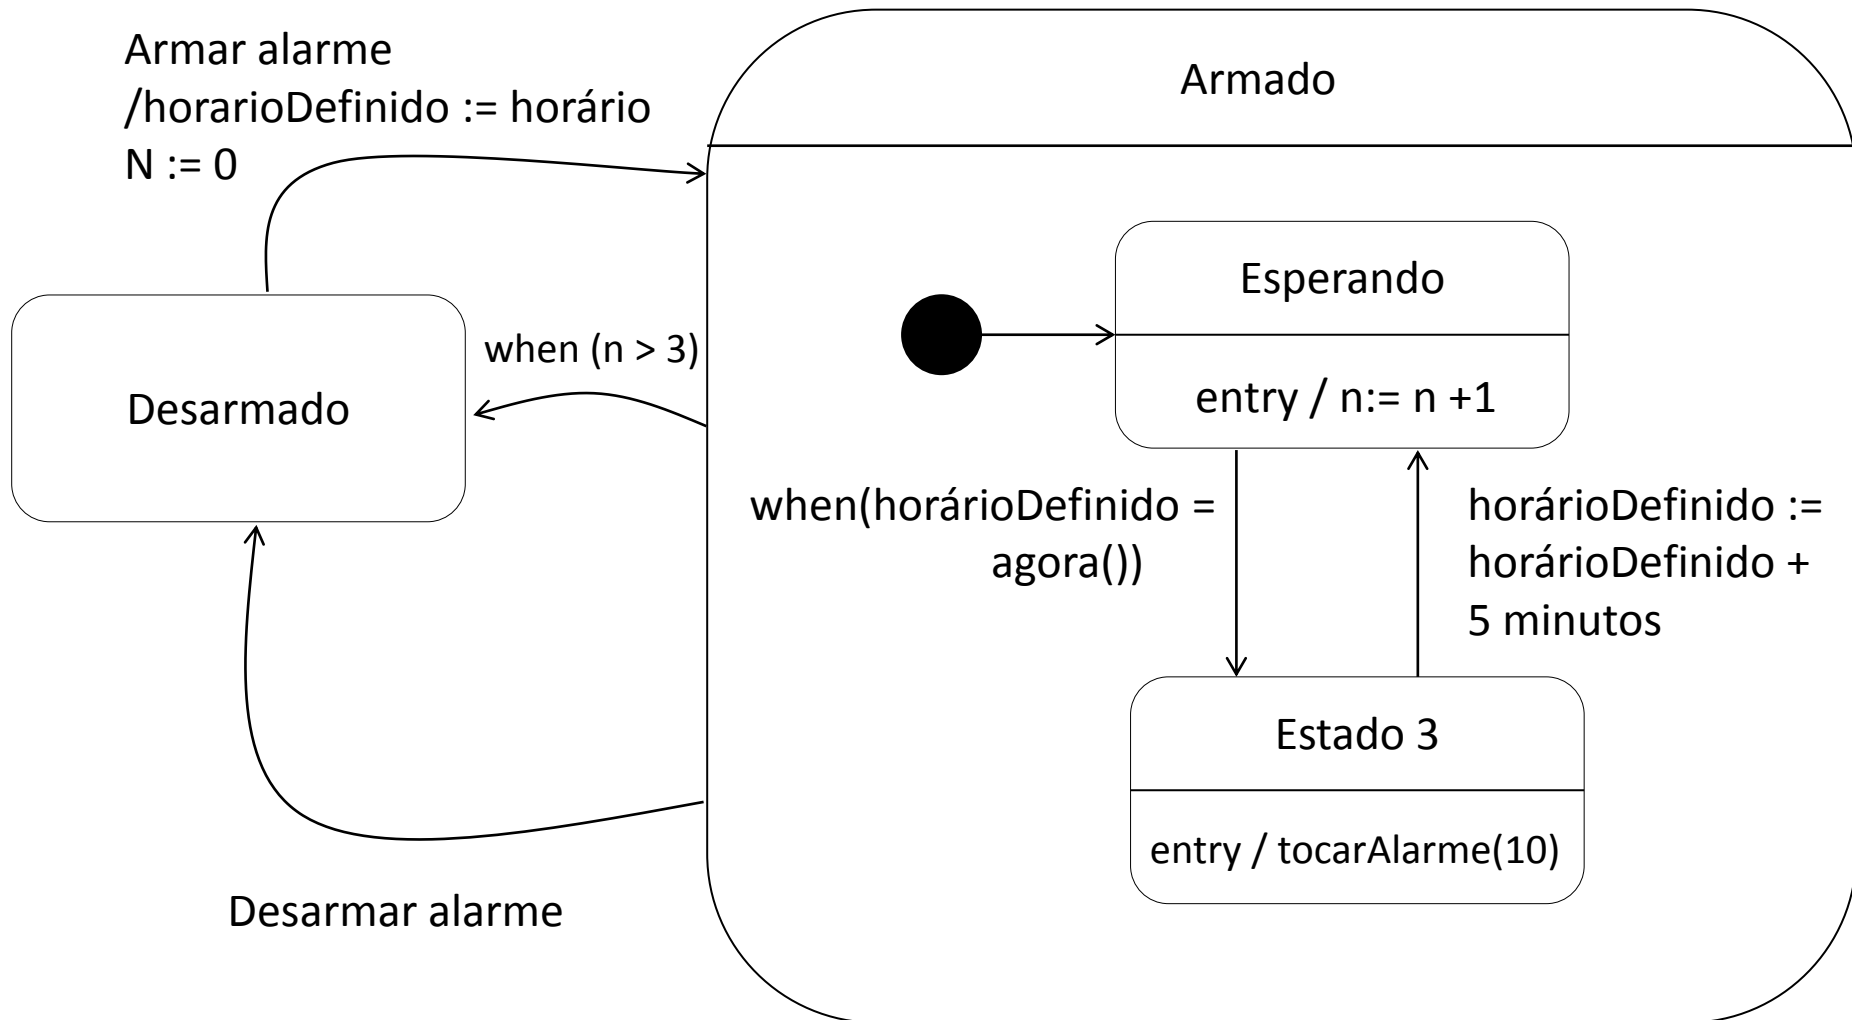 Armar alarme
/horarioDefinido := horário
N := 0
Armado
Esperando
entry / n:= n +1
when (n > 3)
Desarmado
when(horárioDefinido =
agora())
horárioDefinido :=
horárioDefinido +
5 minutos
Estado 3
entry / tocarAlarme(10)
Desarmar alarme